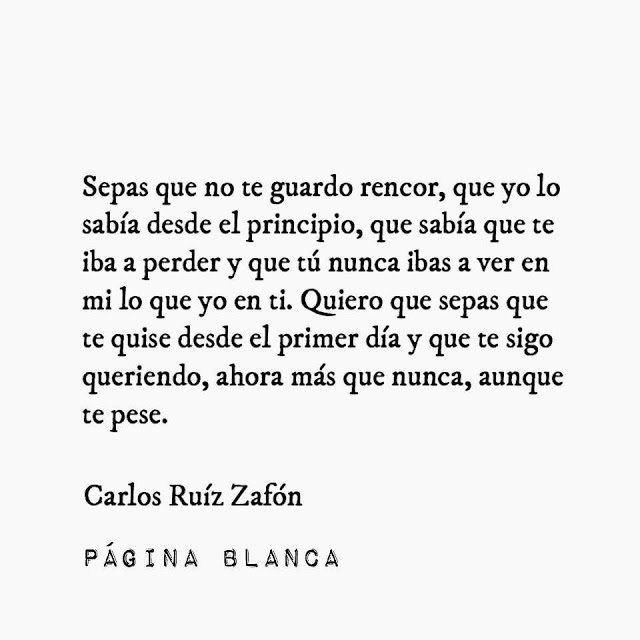 Sepas que no te guardo rencor, que yo lo
sabía desde el principio, que sabía que te
iba a perder y que tú nunca ibas a ver en
mi lo que yo en ti. Quiero que sepas que
te quise desde el primer día y que te sigo
queriendo, ahora más que nunca, aunque
te pese.
Carlos Ruíz Zafón
PÁGINA BLANCA